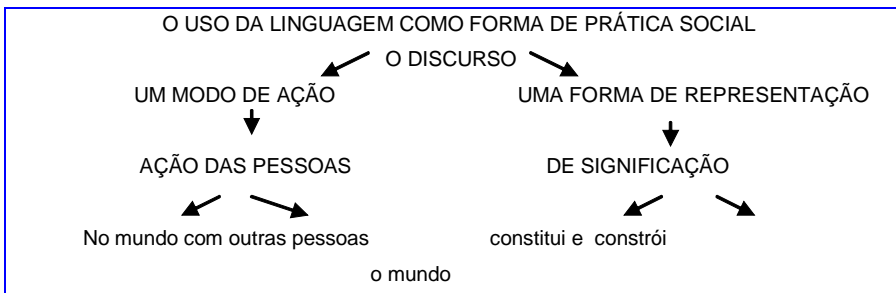 O USO DA LINGUAGEM COMO FORMA DE PRÁTICA SOCIAL
O DISCURSO
UM MODO DE AÇÃO UMA FORMA DE REPRESENTAÇÃO
AÇÃO DAS PESSOAS DE SIGNIFICAÇÃO
No mundo com outras pessoas constitui e constrói
o mundo